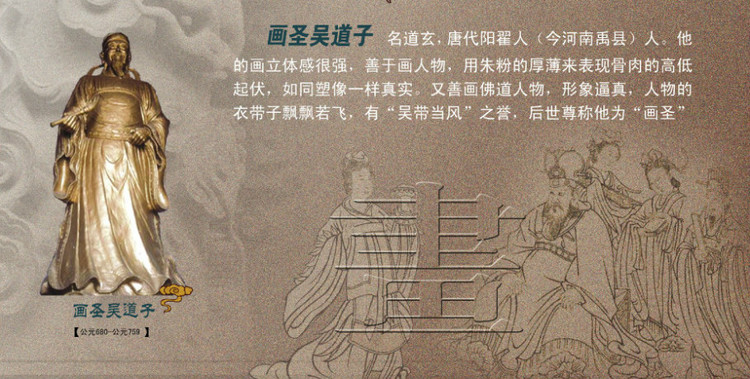 画圣吴道子 名道玄,唐代阳翟人（今河南禹县）人。他
的画立体感很强，善于画人物，用朱粉的厚薄来表现骨肉的高低
起伏，如同塑像一样真实。又善画佛道人物，形象逼真，人物的
衣带子飘飘若飞，有“吴带当风”之誉，后世尊称他为“画圣”
畫
画圣吴道子
【公元680-公元759 】